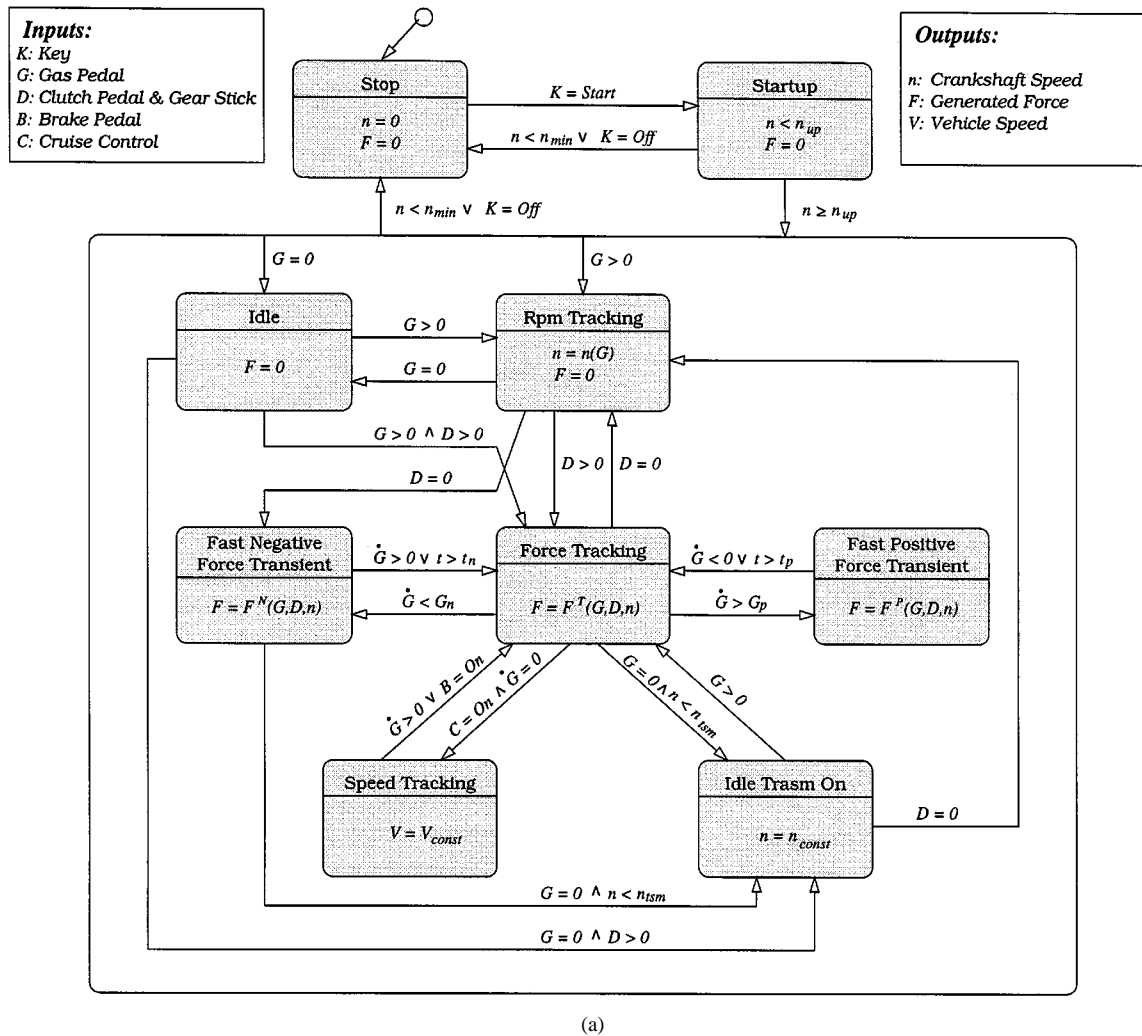 Inputs:
K: Key
G: Gas Pedal
D: Clutch Pedal & Gear Stick
B: Brake Pedal
C: Cruise Control
Outputs:
n: Crankshaft Speed
F: Generated Force
V: Vehicle Speed
Stop
n = 0
F = 0
K = Start
n < n_min ∨ K = Off
Startup
n < n_up
F = 0
n < n_min ∨ K = Off
n ≥ n_up
G = 0
G > 0
Idle
F = 0
G > 0
G = 0
Rpm Tracking
n = n(G)
F = 0
G > 0 ∧ D > 0
D = 0
D > 0
D = 0
Fast Negative
Force Transient
F = F^N(G,D,n)
Ġ > 0 ∨ t > t_n
Ġ < G_n
Force Tracking
F = F^T(G,D,n)
Ġ < 0 ∨ t > t_p
Ġ > G_p
Fast Positive
Force Transient
F = F^P(G,D,n)
Ġ > 0 ∨ B = On
C = On ∧ Ġ = 0
G = 0 ∧ n < n_tsm
G > 0
Speed Tracking
V = V_const
Idle Trasm On
n = n_const
D = 0
G = 0 ∧ n < n_tsm
G = 0 ∧ D > 0
(a)